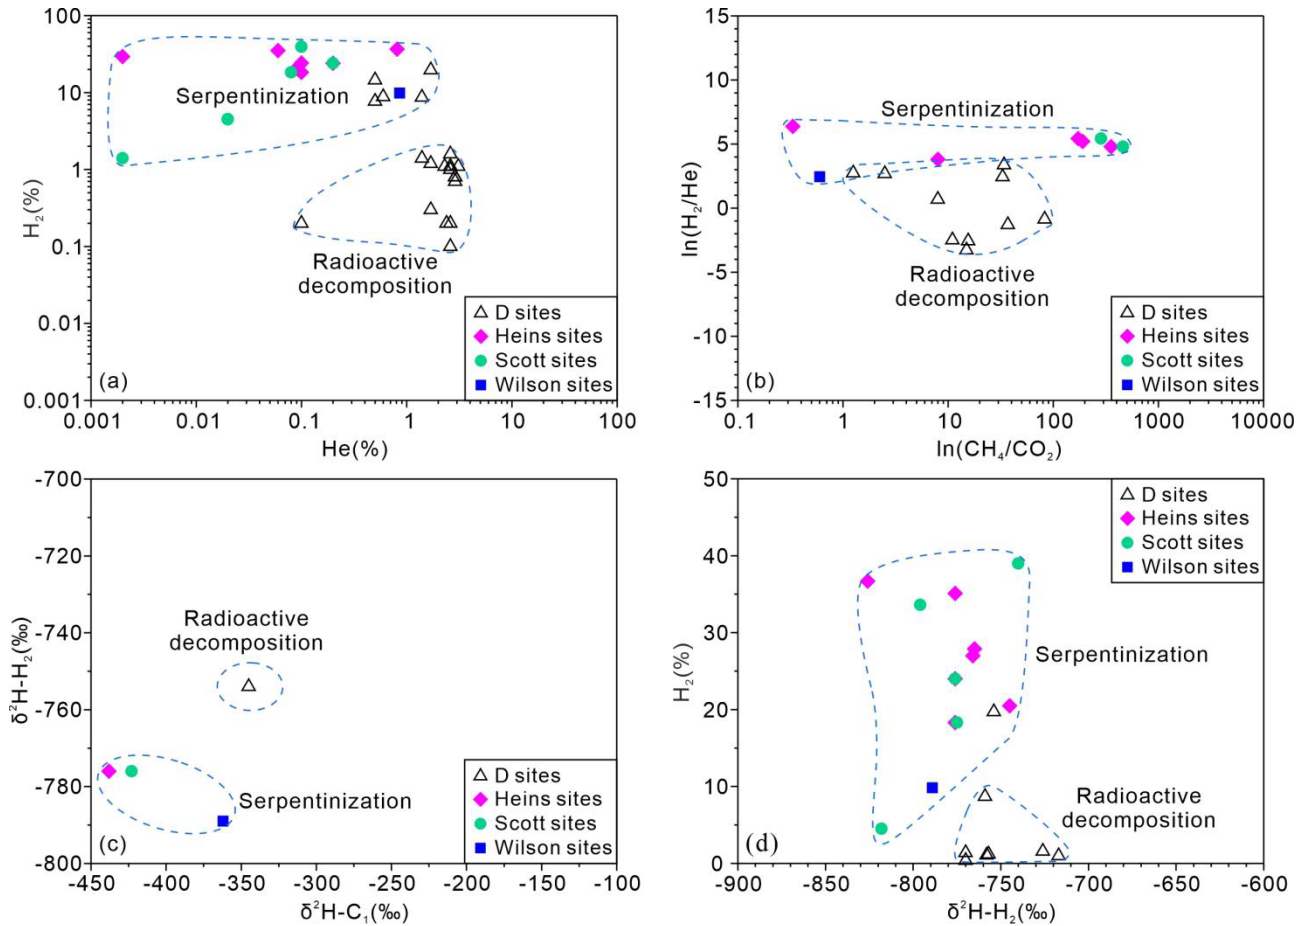 100
10
1
0.1
0.01
0.001
H₂(%)
Serpentinization
Radioactive
decomposition
D sites
Heins sites
Scott sites
Wilson sites
(a)
0.001
0.01
0.1
1
10
100
He(%)
15
10
5
0
-5
-10
-15
ln(H₂/He)
Serpentinization
Radioactive
decomposition
D sites
Heins sites
Scott sites
Wilson sites
(b)
0.1
1
10
100
1000
10000
ln(CH₄/CO₂)
-700
-720
-740
-760
-780
-800
δ²H-H₂(‰)
Radioactive
decomposition
Serpentinization
D sites
Heins sites
Scott sites
Wilson sites
(c)
-450
-400
-350
-300
-250
-200
-150
-100
δ²H-C₁(‰)
50
40
30
20
10
0
H₂(%)
D sites
Heins sites
Scott sites
Wilson sites
Serpentinization
Radioactive
decomposition
(d)
-900
-850
-800
-750
-700
-650
-600
δ²H-H₂(‰)